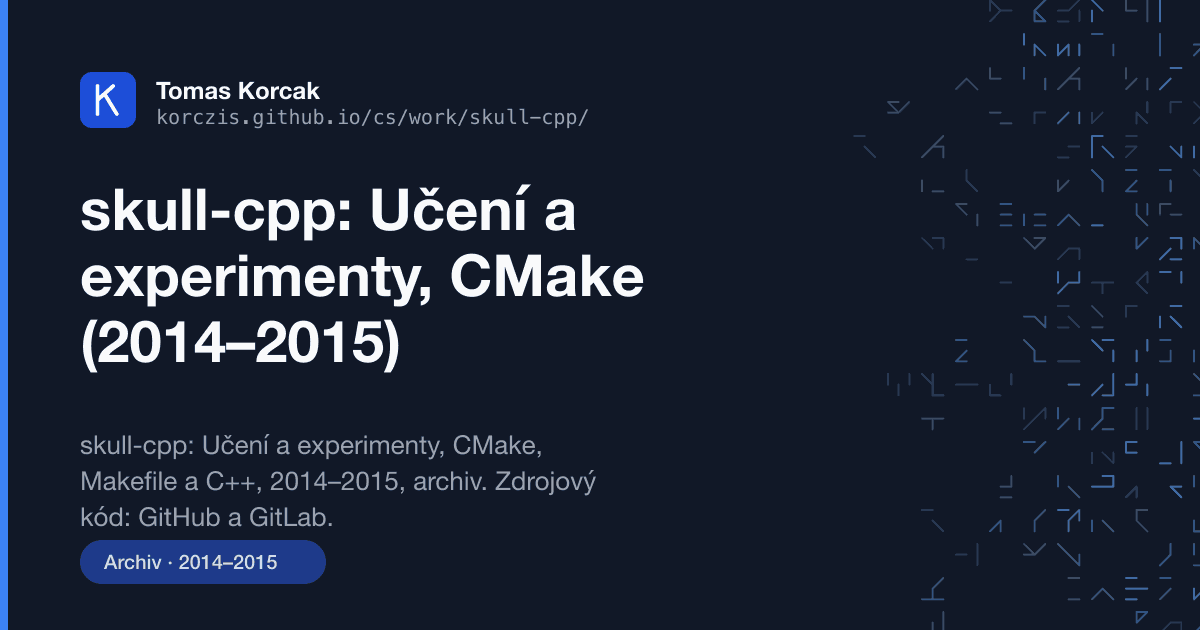 K
Tomas Korcak
korczis.github.io/cs/work/skull-cpp/
skull-cpp: Učení a
experimenty, CMake
(2014–2015)
skull-cpp: Učení a experimenty, CMake,
Makefile a C++, 2014–2015, archiv. Zdrojový
kód: GitHub a GitLab.
Archiv · 2014–2015